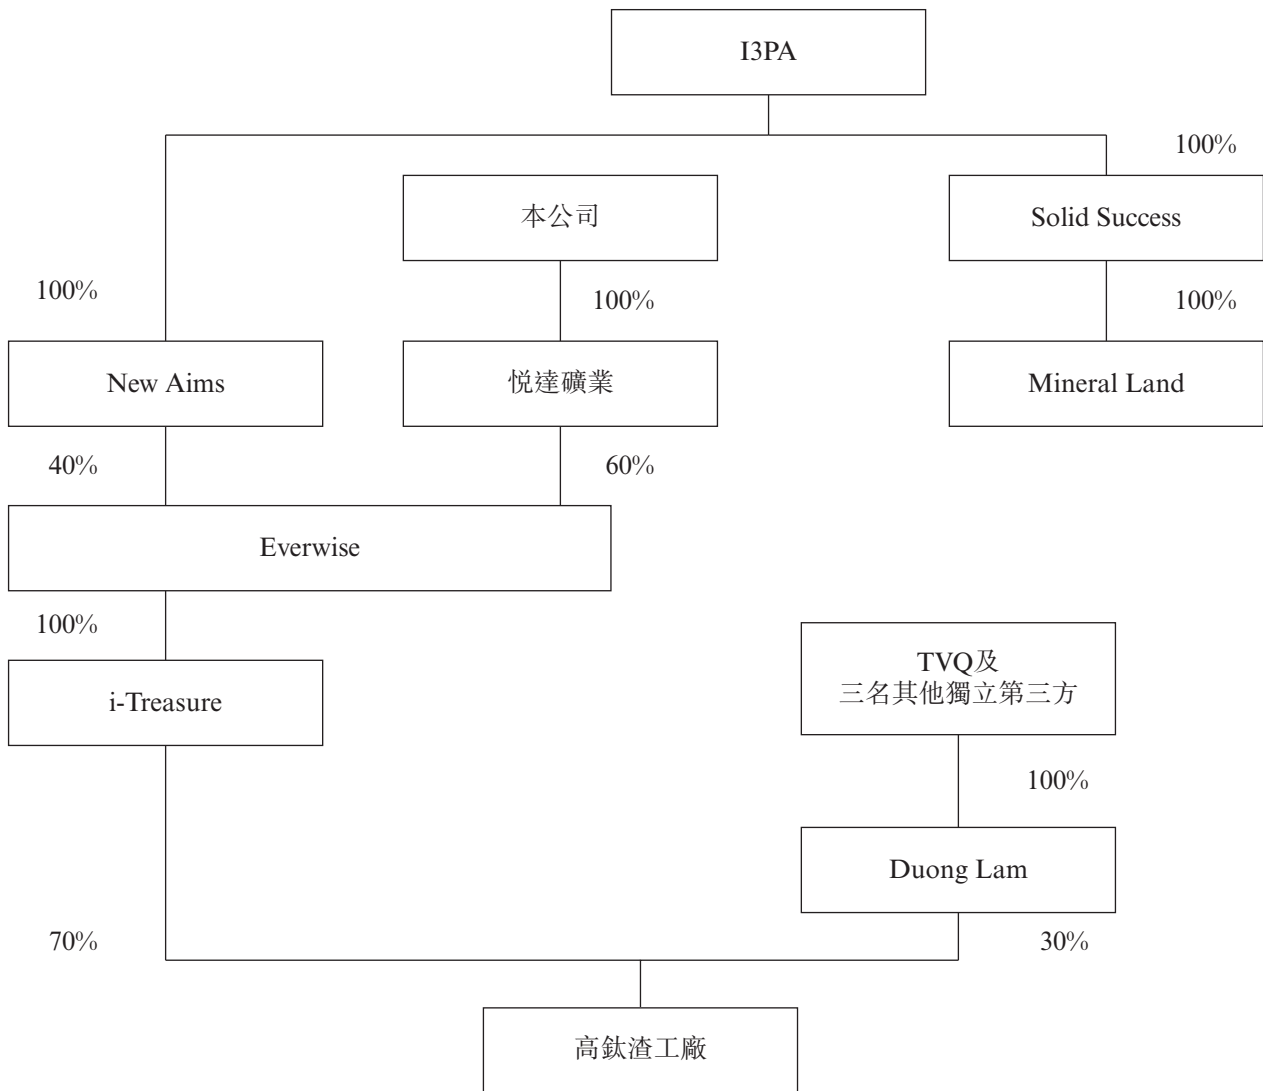 I3PA
100%
本公司
Solid Success
100%
100%
100%
New Aims
悅達礦業
Mineral Land
40%
60%
Everwise
100%
TVQ及
三名其他獨立第三方
i-Treasure
100%
Duong Lam
70%
30%
高鈦渣工廠